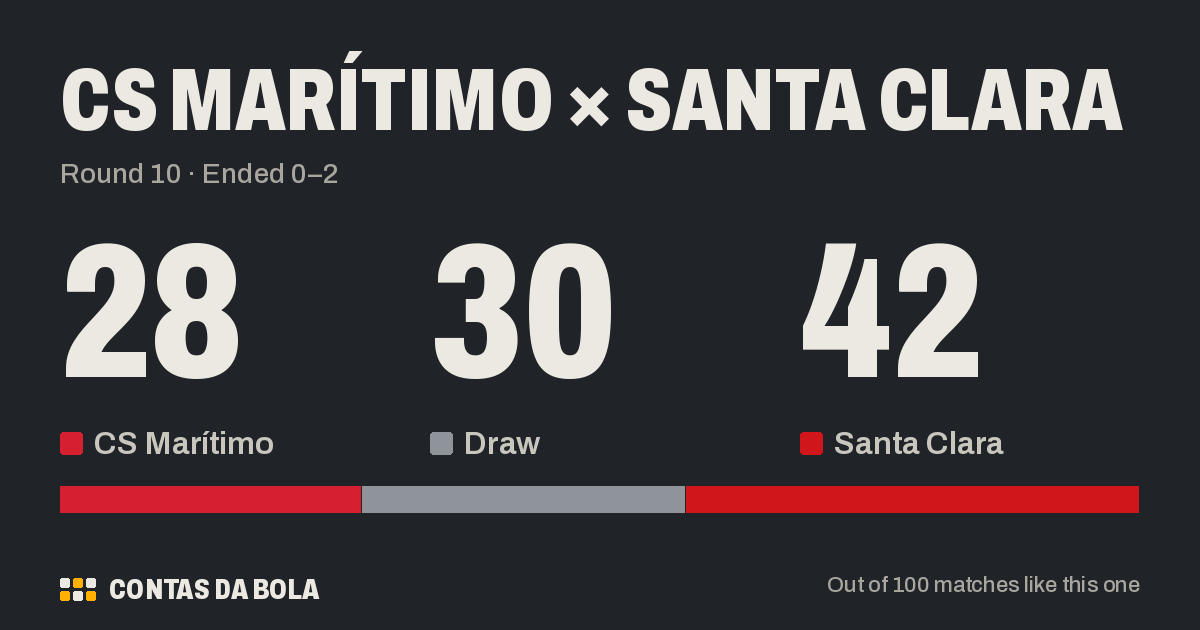 CS MARÍTIMO × SANTA CLARA
Round 10 · Ended 0–2
28 30 42
CS Marítimo Draw Santa Clara
CONTAS DA BOLA
Out of 100 matches like this one